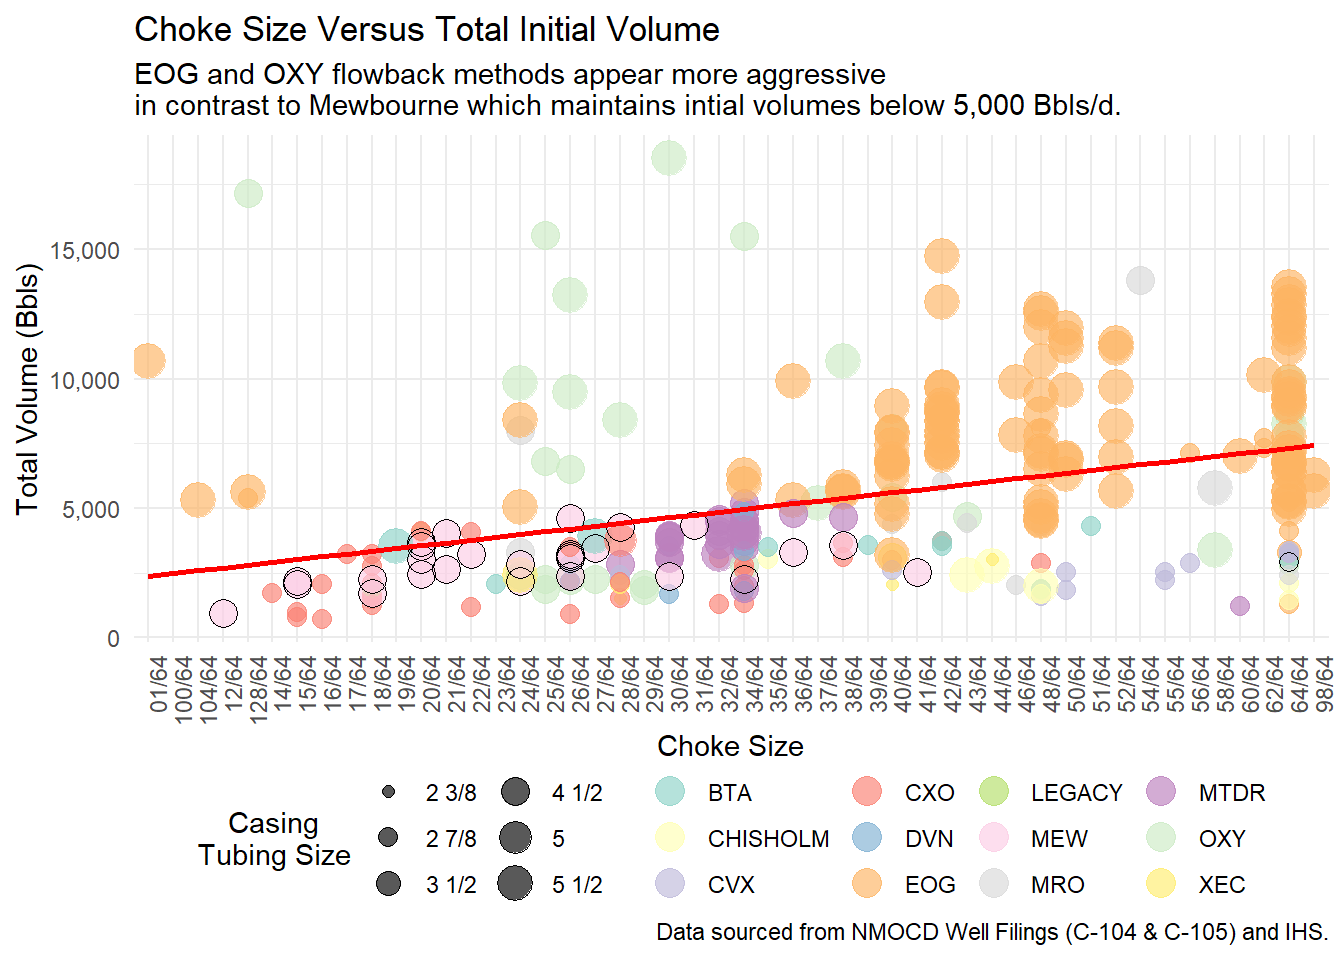 Choke Size Versus Total Initial Volume
EOG and OXY flowback methods appear more aggressive
in contrast to Mewbourne which maintains intial volumes below 5,000 Bbls/d.
Total Volume (Bbls)
15,000
10,000
5,000
0
01/64
100/64
104/64
12/64
128/64
14/64
15/64
16/64
17/64
18/64
19/64
20/64
21/64
22/64
23/64
24/64
25/64
26/64
27/64
28/64
29/64
30/64
31/64
32/64
34/64
35/64
36/64
37/64
38/64
39/64
40/64
41/64
42/64
43/64
44/64
46/64
48/64
50/64
51/64
52/64
54/64
55/64
56/64
58/64
60/64
62/64
64/64
98/64
Choke Size
Casing
Tubing Size
2 3/8
2 7/8
3 1/2
4 1/2
5
5 1/2
BTA
CHISHOLM
CVX
CXO
DVN
EOG
LEGACY
MEW
MRO
MTDR
OXY
XEC
Data sourced from NMOCD Well Filings (C-104 & C-105) and IHS.